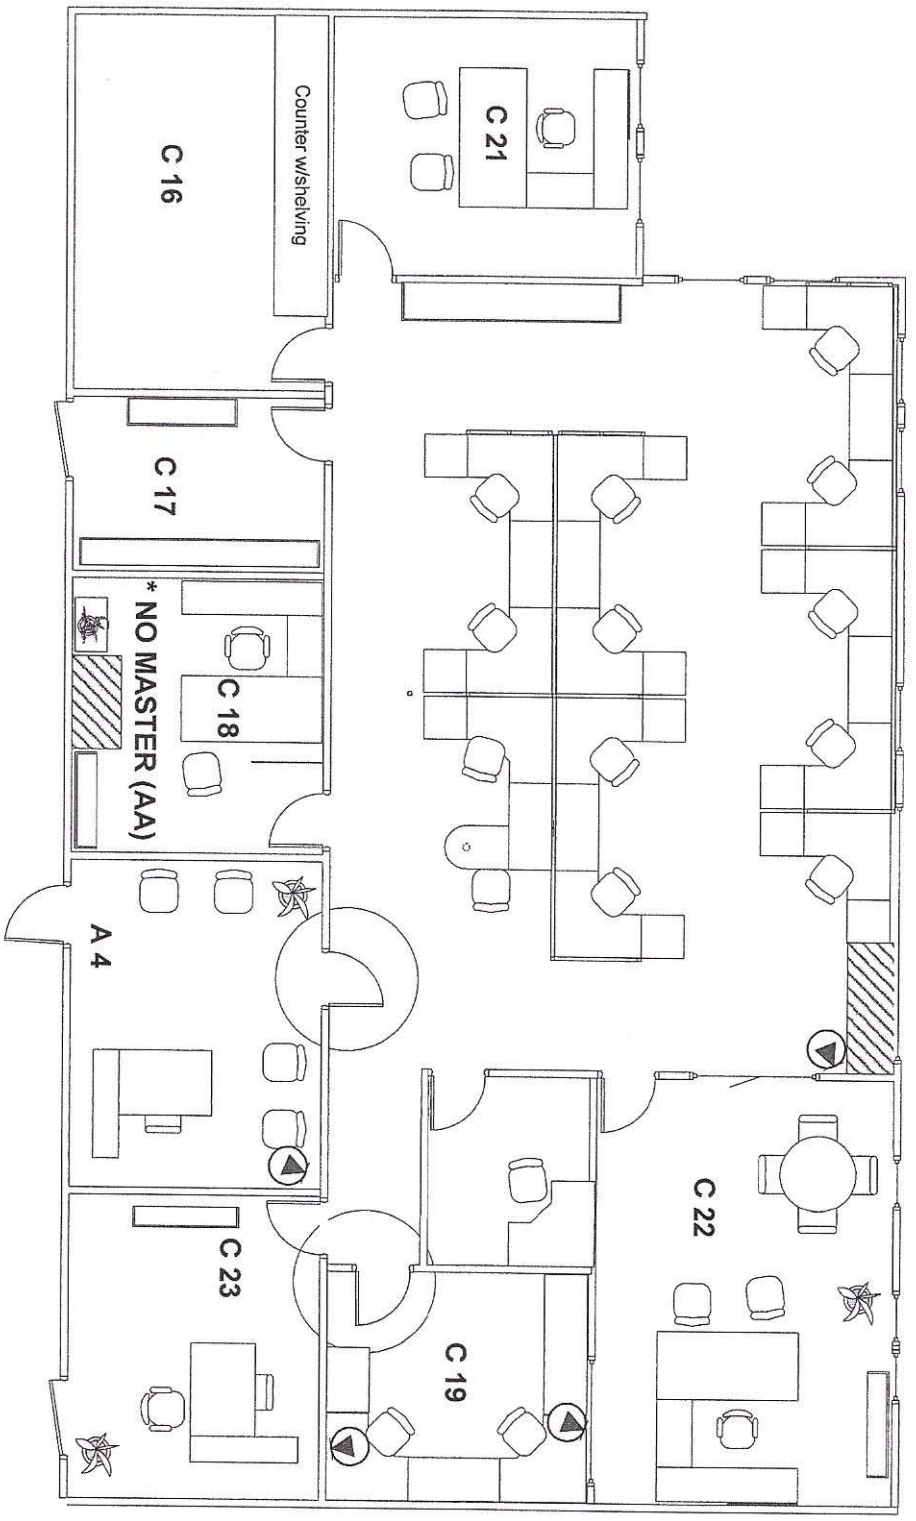 C 21
Counter w/shelving
C 16
C 17
C 18
* NO MASTER (AA)
A 4
C 22
C 23
C 19